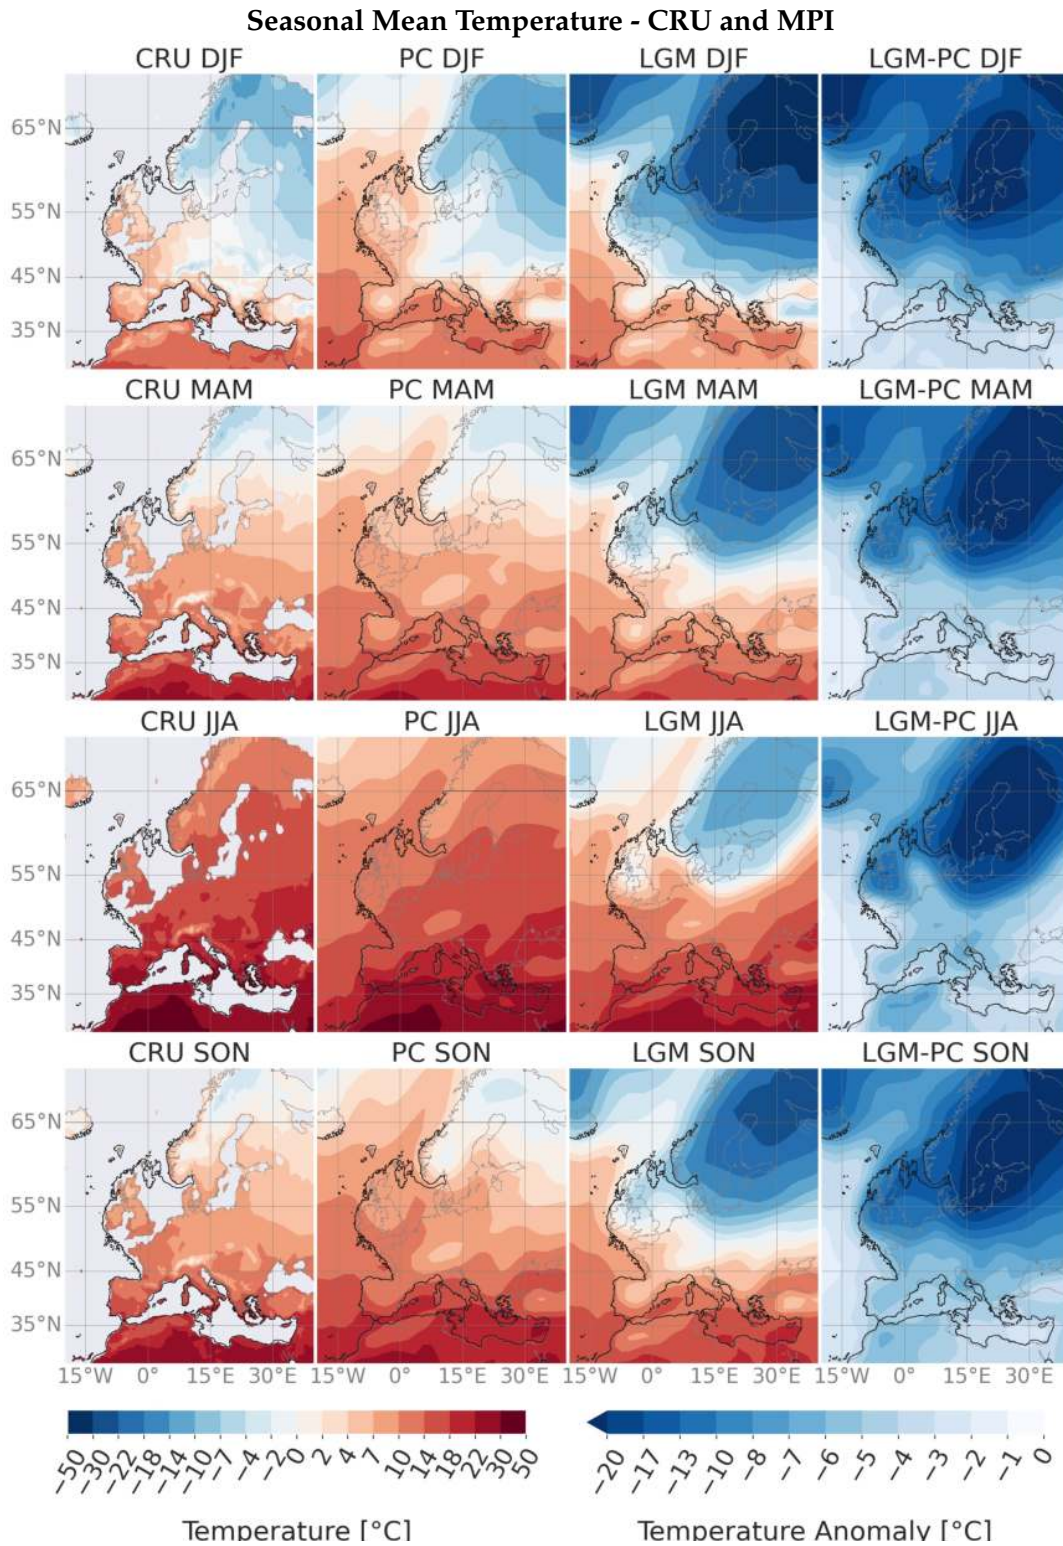 Seasonal Mean Temperature - CRU and MPI
CRU DJF PC DJF LGM DJF LGM-PC DJF
65°N
55°N
45°N
35°N
CRU MAM PC MAM LGM MAM LGM-PC MAM
65°N
55°N
45°N
35°N
CRU JJA PC JJA LGM JJA LGM-PC JJA
65°N
55°N
45°N
35°N
CRU SON PC SON LGM SON LGM-PC SON
65°N
55°N
45°N
35°N
15°W 0° 15°E 30°E 15°W 0° 15°E 30°E 15°W 0° 15°E 30°E 15°W 0° 15°E 30°E
−50 −30 −22 −18 −14 −10 −7 −4 −2 0 2 4 7 10 14 18 22 30 50
−20 −17 −13 −10 −8 −7 −6 −5 −4 −3 −2 −1 0
Temperature [°C] Temperature Anomaly [°C]